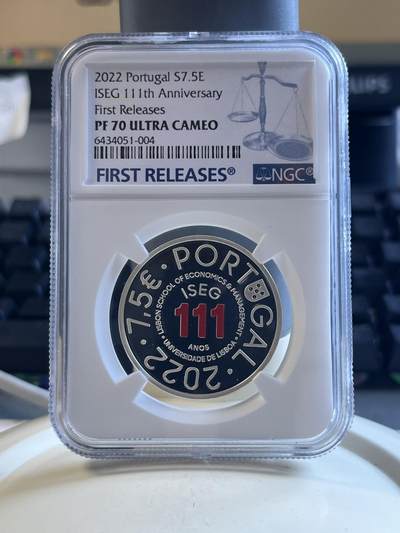 2022 Portugal S7.5E
ISEG 111th Anniversary
First Releases
PF 70 ULTRA CAMEO
6434051-004
FIRST RELEASES®
NGC®
2022 · 7,5€ · PORTUGAL ·
LISBON SCHOOL OF ECONOMICS & MANAGEMENT · UNIVERSIDADE DE LISBOA ·
ISEG
111
ANOS
PHILIPS